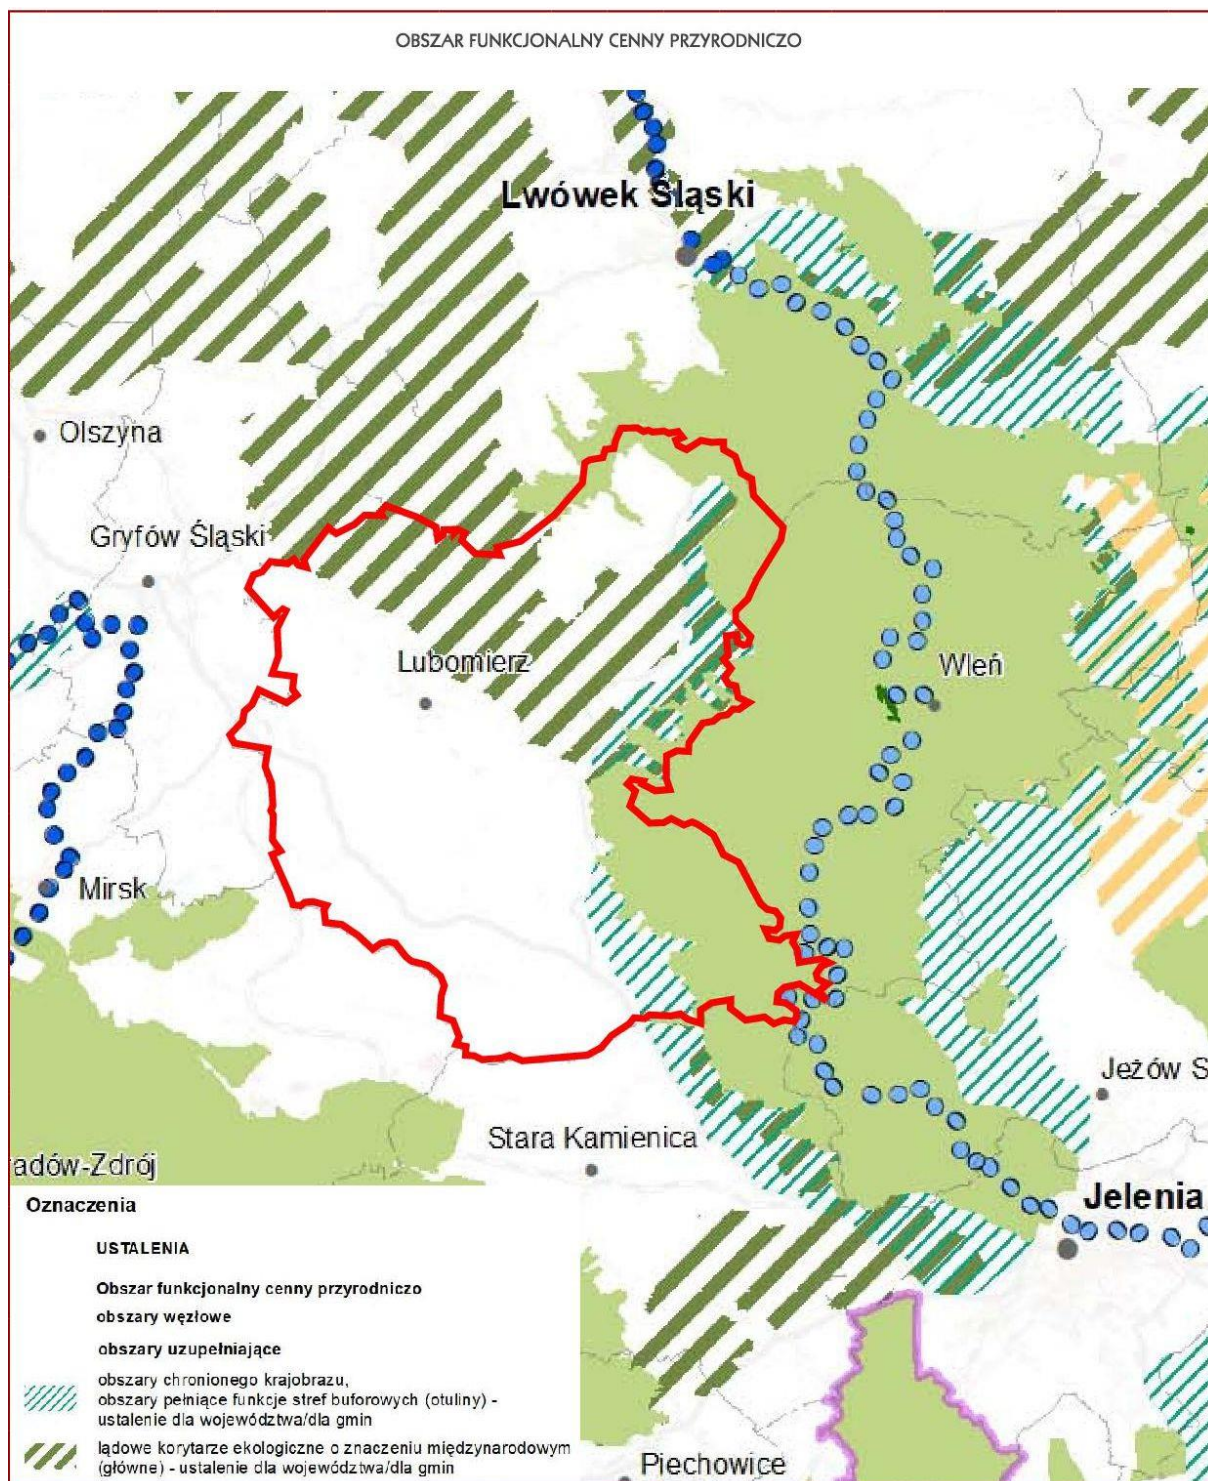 OBSZAR FUNKCJONALNY CENNY PRZYRODNICZO
Lwówek Śląski
Olszyna
Gryfów Śląski
Lubomierz
Wleń
Mirsk
Jeżów S
Stara Kamienica
radów-Zdrój
Jelenia
Oznaczenia
USTALENIA
Obszar funkcjonalny cenny przyrodniczo
obszary węzłowe
obszary uzupełniające
obszary chronionego krajobrazu,
obszary pełniące funkcje stref buforowych (otuliny) -
ustalenie dla województwa/dla gmin
lądowe korytarze ekologiczne o znaczeniu międzynarodowym
(główne) - ustalenie dla województwa/dla gmin
Piechowice